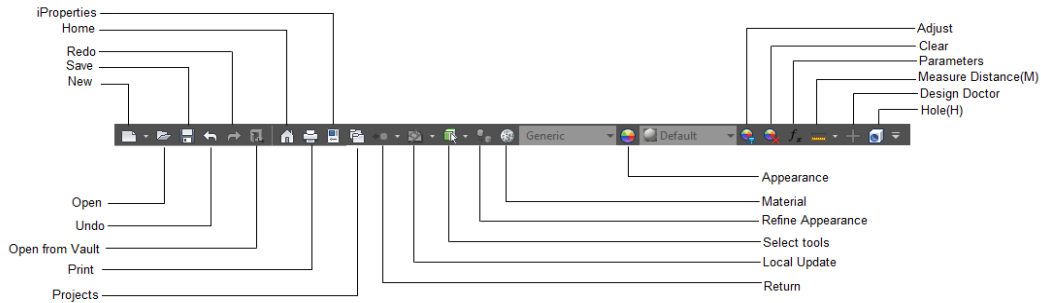 iProperties
Home
Redo
Save
New
Adjust
Clear
Parameters
Measure Distance(M)
Design Doctor
Hole(H)
Generic
Default
Open
Undo
Open from Vault
Print
Projects
Appearance
Material
Refine Appearance
Select tools
Local Update
Return